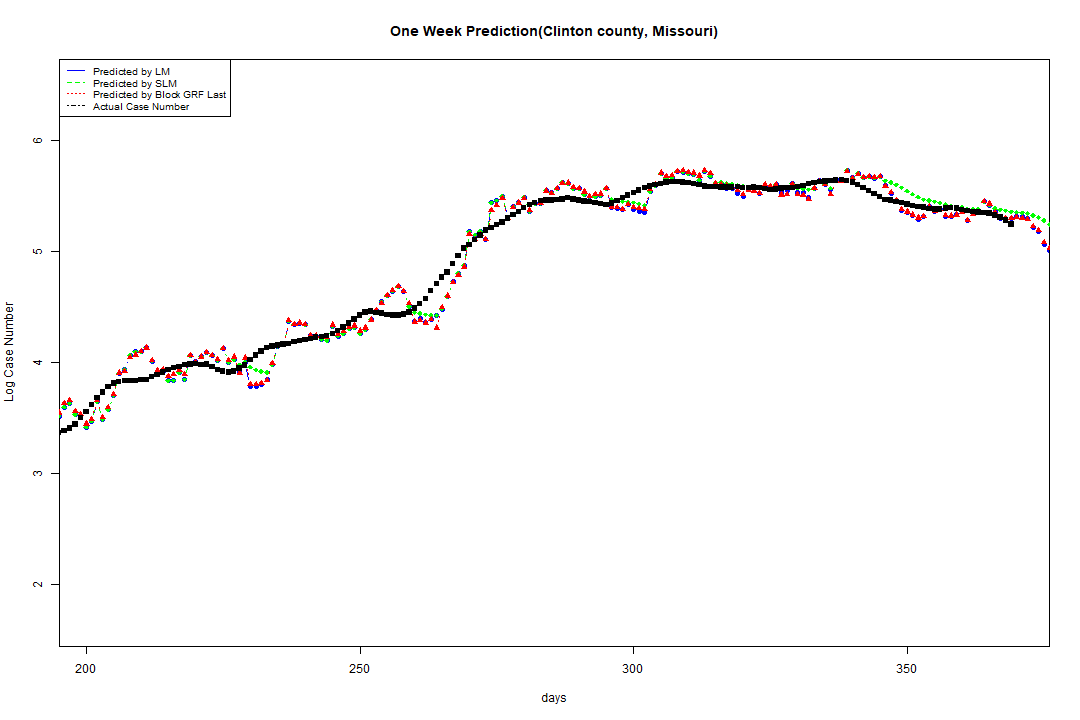 One Week Prediction(Clinton county, Missouri)
Predicted by LM
Predicted by SLM
Predicted by Block GRF Last
Actual Case Number
Log Case Number
6
5
4
3
2
200 250 300 350
days